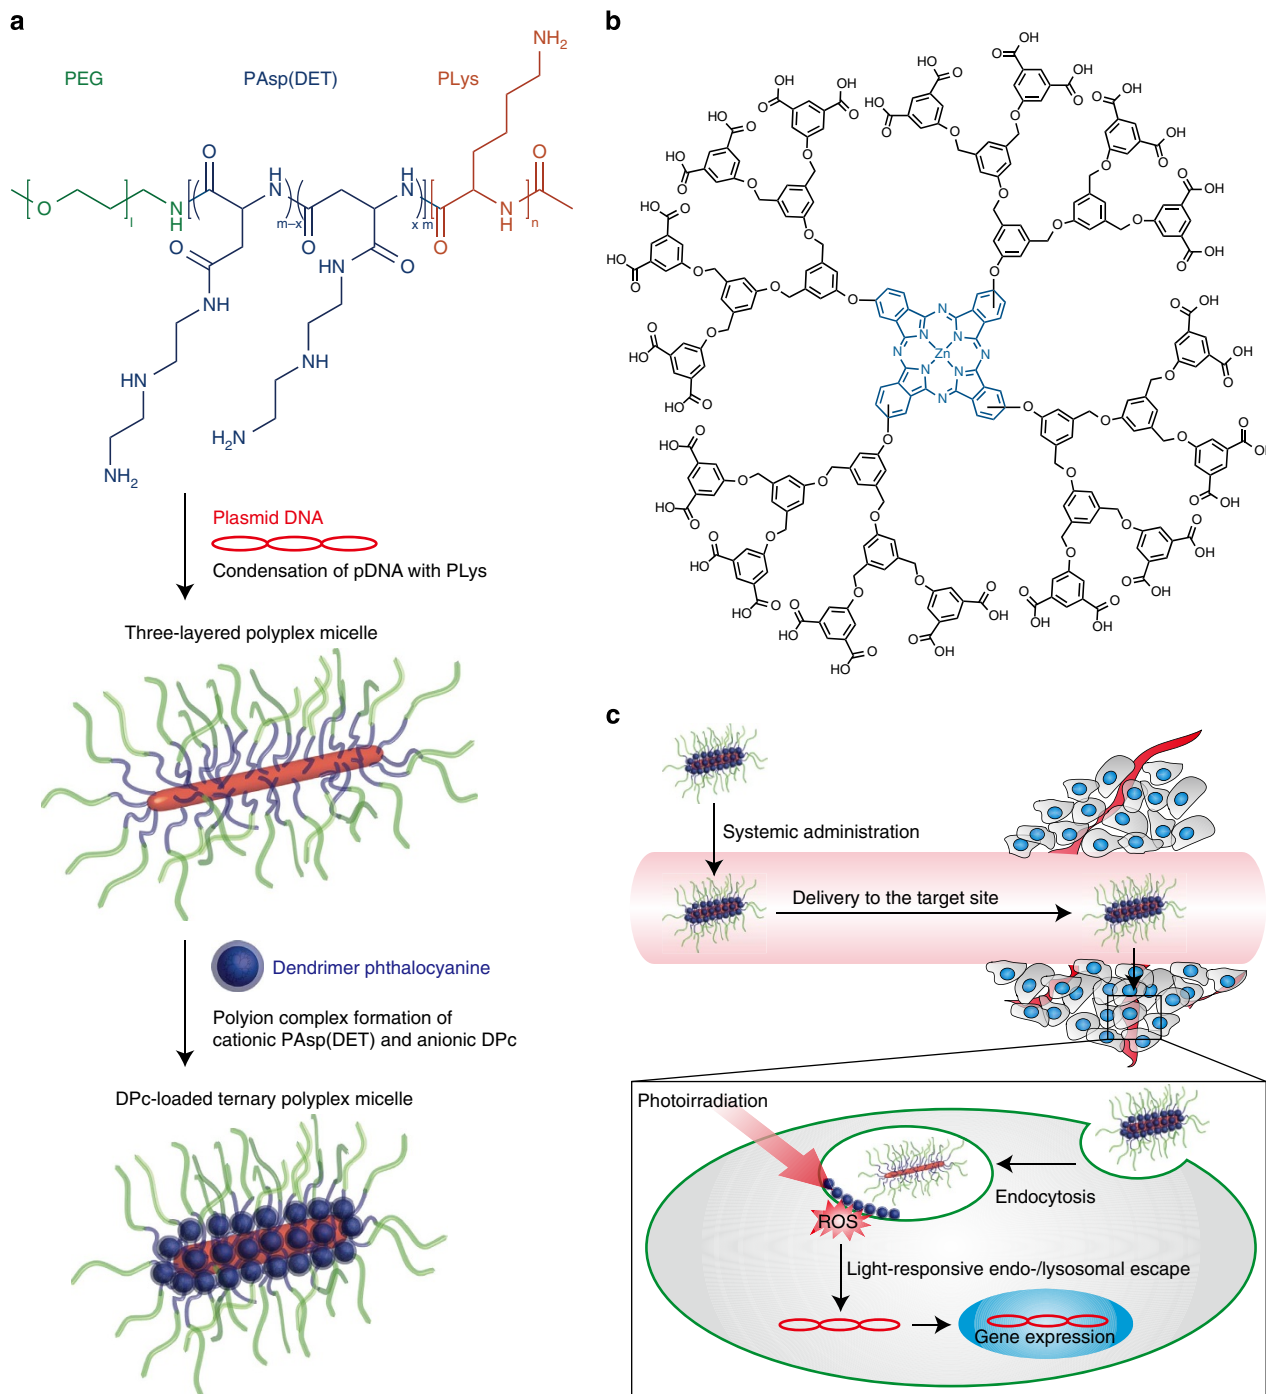 a
PEG
PAsp(DET)
PLys
NH2
O
H
N
H
N
O
O
N
H
l
O
m–x
O
x
m
O
N
H
n
O
NH
HN
O
NH
NH
HN
H2N
NH2
Plasmid DNA
Condensation of pDNA with PLys
Three-layered polyplex micelle
Dendrimer phthalocyanine
Polyion complex formation of
cationic PAsp(DET) and anionic DPc
DPc-loaded ternary polyplex micelle
b
Zn
N
N
N
N
N
N
N
N
OH
O
HO
c
Systemic administration
Delivery to the target site
Photoirradiation
Endocytosis
ROS
Light-responsive endo-/lysosomal escape
Gene expression